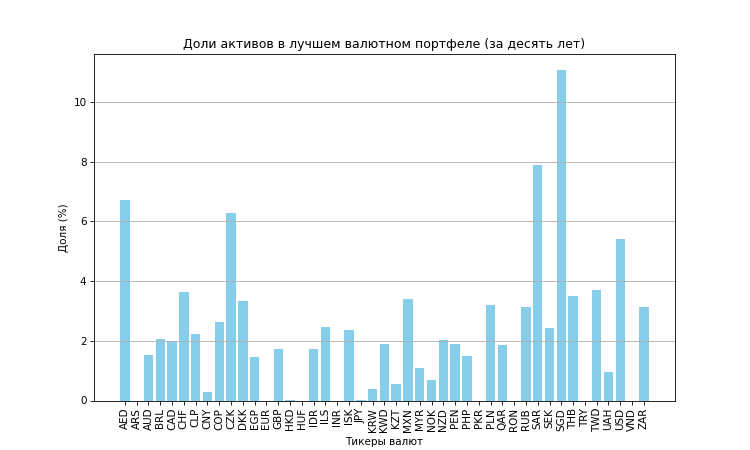 Доли активов в лучшем валютном портфеле (за десять лет)
Доля (%)
10
8
6
4
2
0
AED ARS AUD BRL CAD CHF CLP CNY COP CZK DKK EGP EUR GBP HKD HUF IDR ILS INR ISK JPY KRW KWD KZT MXN MYR NOK NZD PEN PHP PKR PLN QAR RON RUB SAR SEK SGD THB TRY TWD UAH USD VND ZAR
Тикеры валют